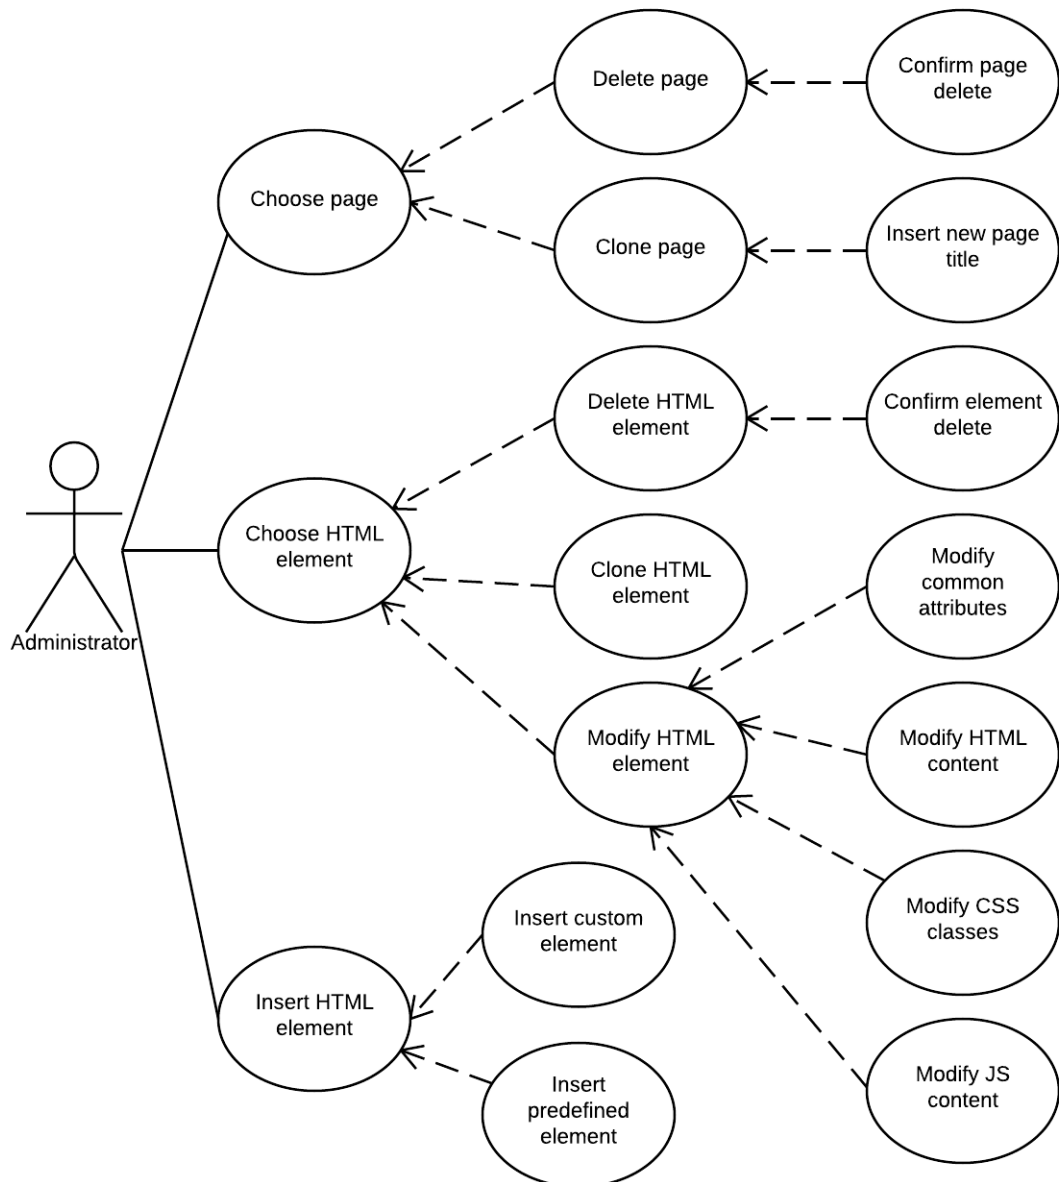 Delete page
Confirm page
delete
Choose page
Clone page
Insert new page
title
Delete HTML
element
Confirm element
delete
Choose HTML
element
Clone HTML
element
Modify
common
attributes
Administrator
Modify HTML
element
Modify HTML
content
Insert custom
element
Modify CSS
classes
Insert HTML
element
Insert
predefined
element
Modify JS
content